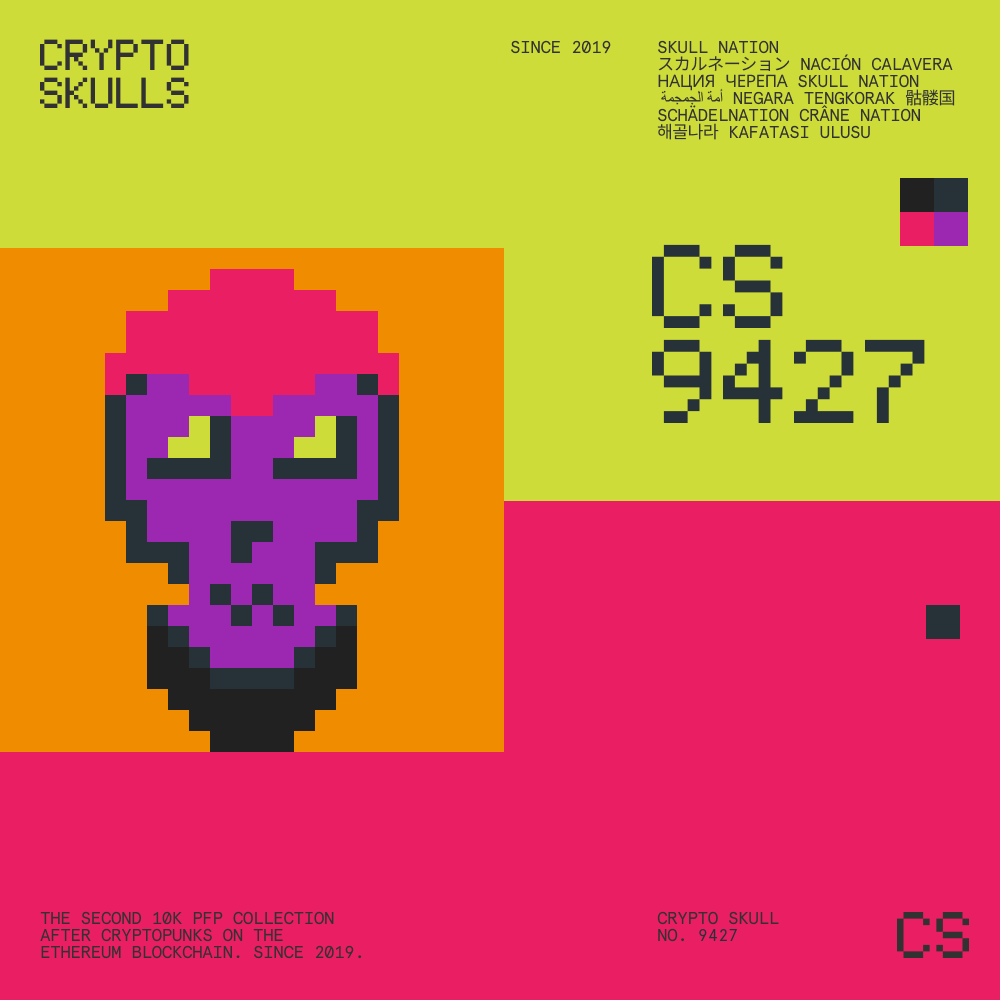 CRYPTO
SKULLS
SINCE 2019
SKULL NATION
スカルネーション NACIÓN CALAVERA
НАЦИЯ ЧЕРЕПА SKULL NATION
أمة الجمجمة NEGARA TENGKORAK 骷髅国
SCHÄDELNATION CRÂNE NATION
해골나라 KAFATASI ULUSU
CS
9427
THE SECOND 10K PFP COLLECTION
AFTER CRYPTOPUNKS ON THE
ETHEREUM BLOCKCHAIN. SINCE 2019.
CRYPTO SKULL
NO. 9427
CS